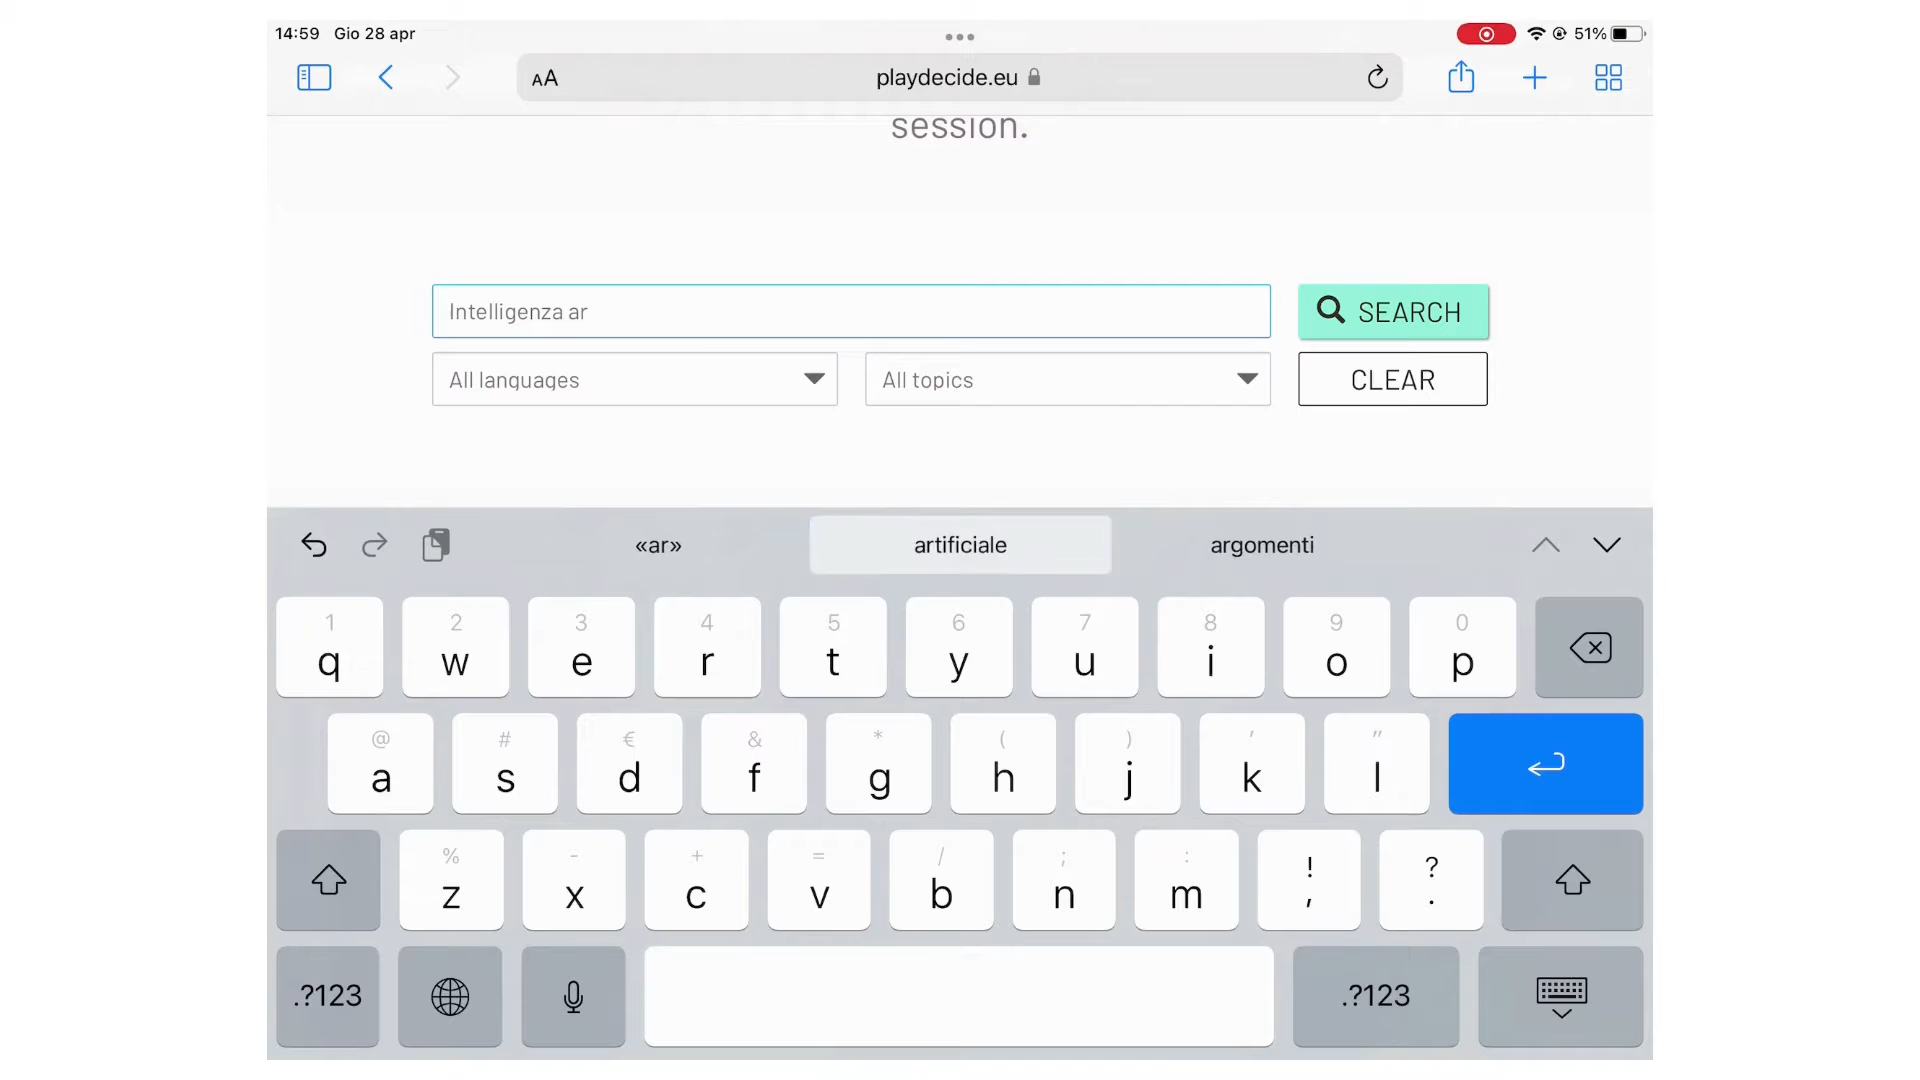 14:59 Gio 28 apr 51%
AA playdecide.eu
session.
Intelligenza ar SEARCH
All languages All topics CLEAR
«ar» artificiale argomenti
1 2 3 4 5 6 7 8 9 0
q w e r t y u i o p
@ # € & * ( ) ' "
a s d f g h j k l
% - + = / ; : ! ?
z x c v b n m , .
.?123 .?123